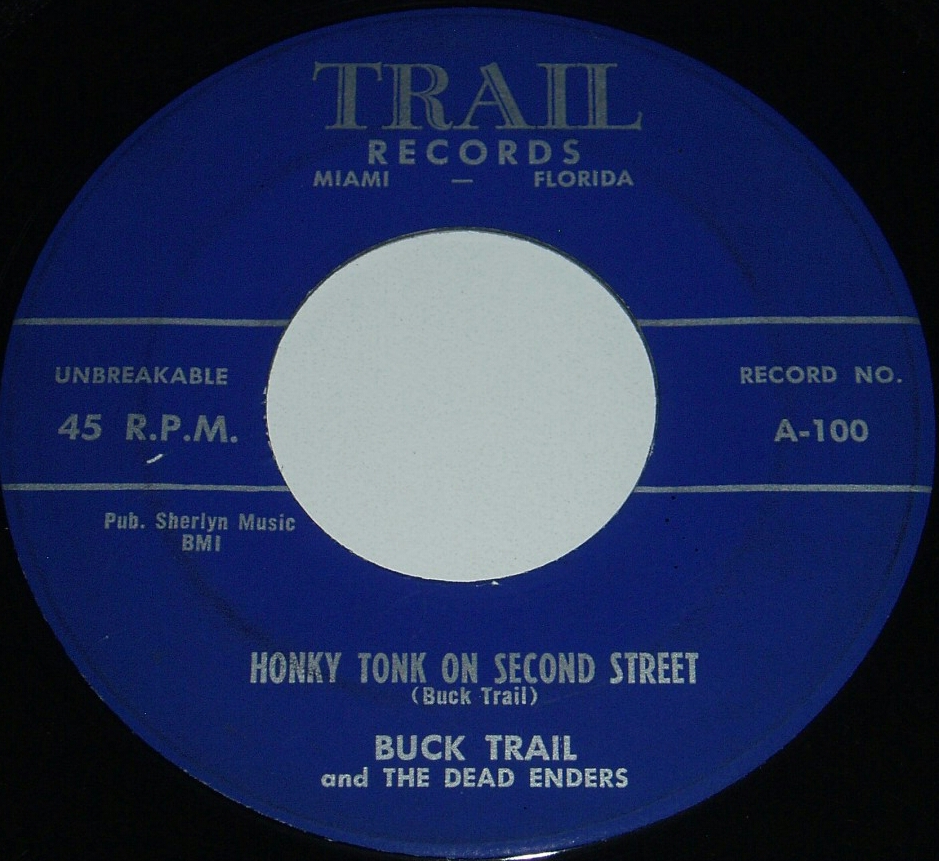 TRAIL
RECORDS
MIAMI — FLORIDA
UNBREAKABLE
45 R.P.M.
RECORD NO.
A-100
Pub. Sherlyn Music
BMI
HONKY TONK ON SECOND STREET
(Buck Trail)
BUCK TRAIL
and THE DEAD ENDERS